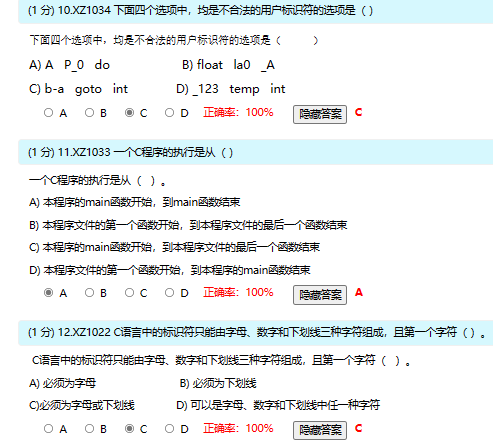 (1 分) 10.XZ1034 下面四个选项中，均是不合法的用户标识符的选项是 ( )
下面四个选项中，均是不合法的用户标识符的选项是（ ）
A) A P_0 do B) float la0 _A
C) b-a goto int D) _123 temp int
A B C D 正确率：100% 隐藏答案 C
(1 分) 11.XZ1033 一个C程序的执行是从 ( )
一个C程序的执行是从（ ）。
A) 本程序的main函数开始，到main函数结束
B) 本程序文件的第一个函数开始，到本程序文件的最后一个函数结束
C) 本程序的main函数开始，到本程序文件的最后一个函数结束
D) 本程序文件的第一个函数开始，到本程序的main函数结束
A B C D 正确率：100% 隐藏答案 A
(1 分) 12.XZ1022 C语言中的标识符只能由字母、数字和下划线三种字符组成，且第一个字符（ ）。
C语言中的标识符只能由字母、数字和下划线三种字符组成，且第一个字符（ ）。
A) 必须为字母 B) 必须为下划线
C)必须为字母或下划线 D) 可以是字母、数字和下划线中任一种字符
A B C D 正确率：100% 隐藏答案 C